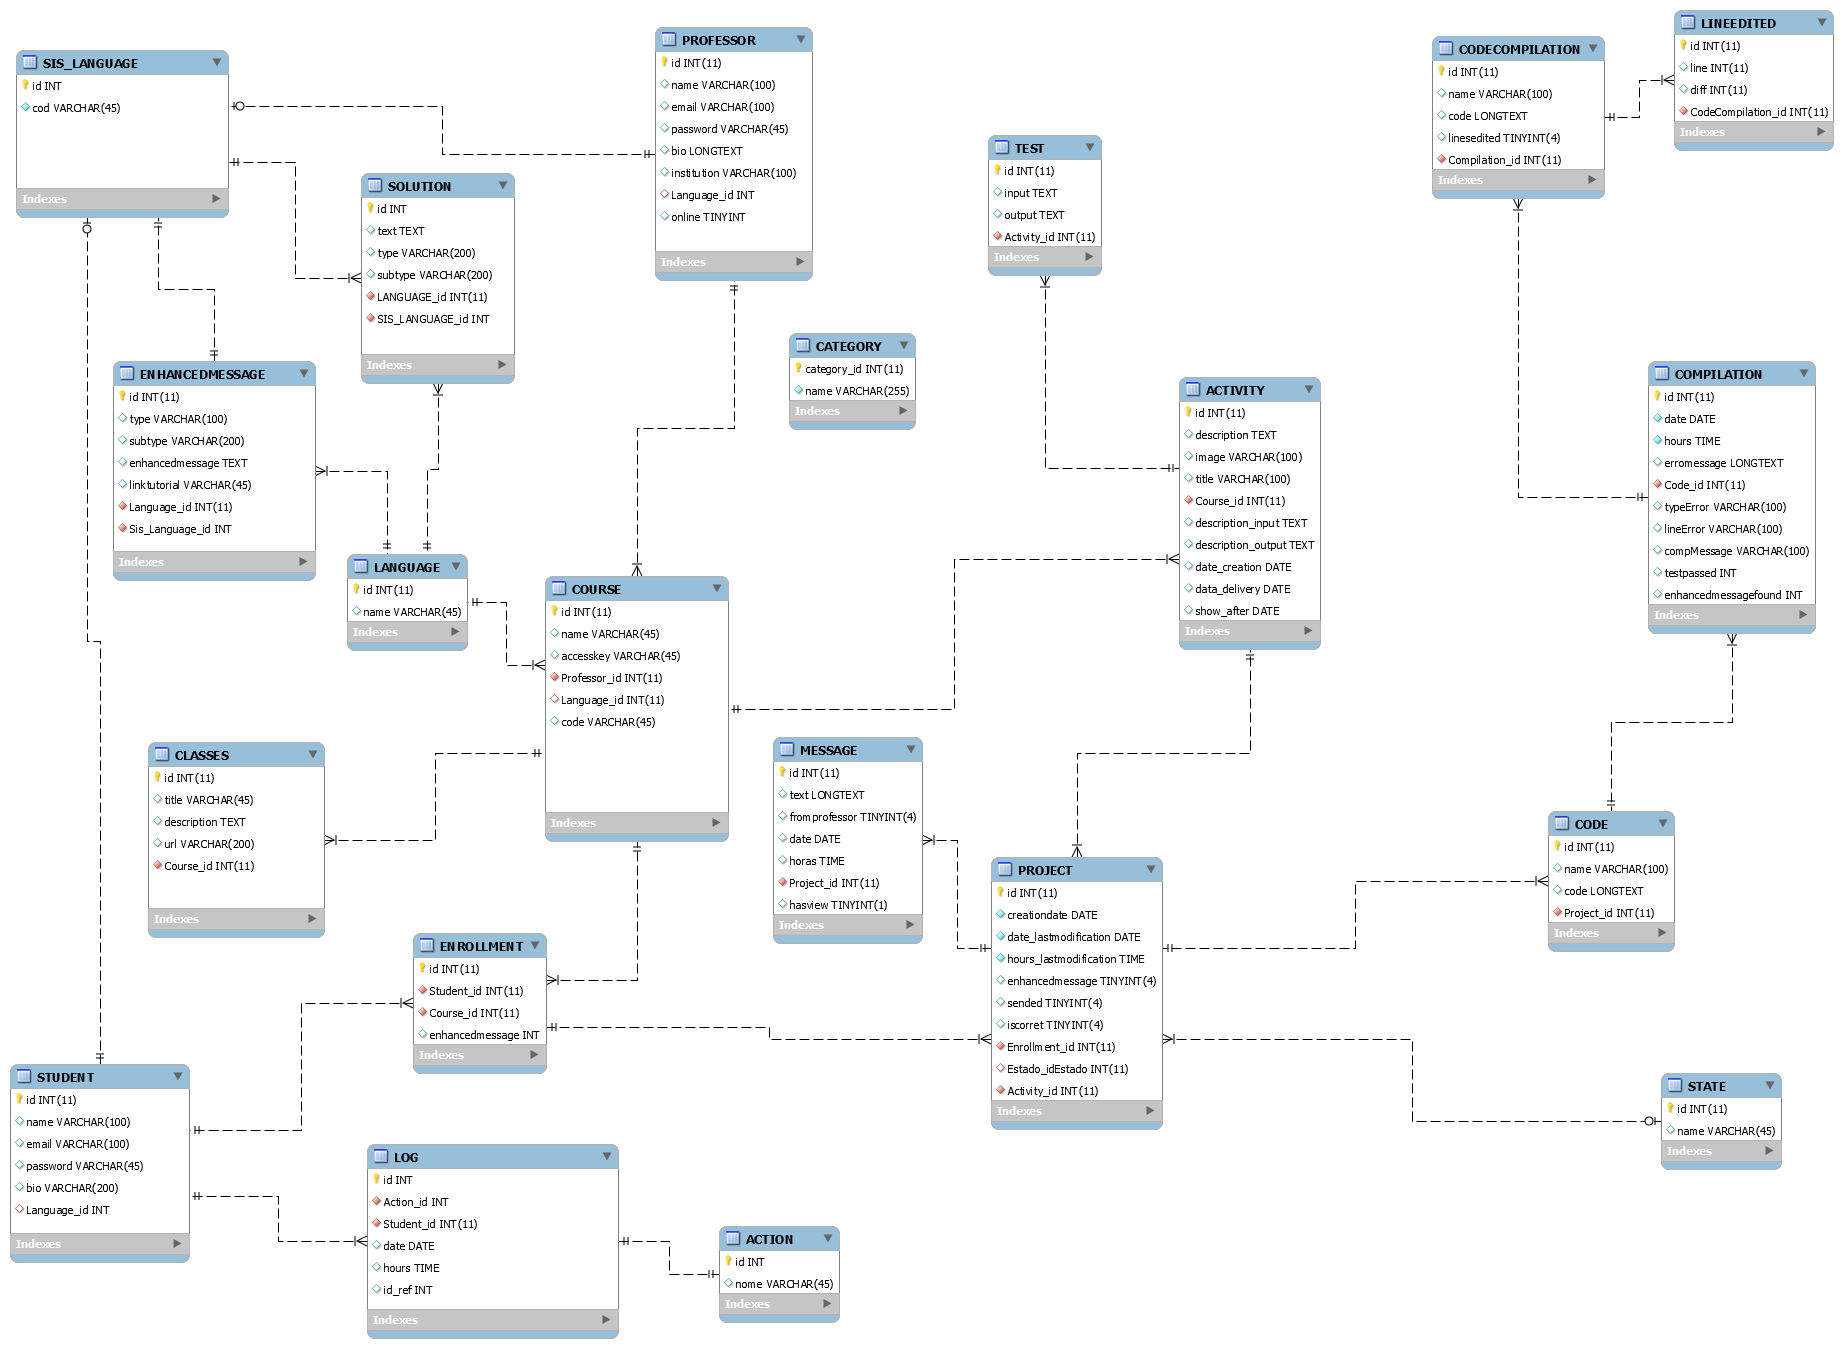 SIS_LANGUAGE
id INT
cod VARCHAR(45)
Indexes
PROFESSOR
id INT(11)
name VARCHAR(100)
email VARCHAR(100)
password VARCHAR(45)
bio LONGTEXT
institution VARCHAR(100)
Language_id INT
online TINYINT
Indexes
CODECOMPILATION
id INT(11)
name VARCHAR(100)
code LONGTEXT
linesedited TINYINT(4)
Compilation_id INT(11)
Indexes
LINEEDITED
id INT(11)
line INT(11)
diff INT(11)
CodeCompilation_id INT(11)
Indexes
SOLUTION
id INT
text TEXT
type VARCHAR(200)
subtype VARCHAR(200)
LANGUAGE_id INT(11)
SIS_LANGUAGE_id INT
Indexes
TEST
id INT(11)
input TEXT
output TEXT
Activity_id INT(11)
Indexes
CATEGORY
category_id INT(11)
name VARCHAR(255)
Indexes
ENHANCEDMESSAGE
id INT(11)
type VARCHAR(100)
subtype VARCHAR(200)
enhancedmessage TEXT
linktutorial VARCHAR(45)
Language_id INT(11)
Sis_Language_id INT
Indexes
ACTIVITY
id INT(11)
description TEXT
image VARCHAR(100)
title VARCHAR(100)
Course_id INT(11)
description_input TEXT
description_output TEXT
date_creation DATE
data_delivery DATE
show_after DATE
Indexes
COMPILATION
id INT(11)
date DATE
hours TIME
erromessage LONGTEXT
Code_id INT(11)
typeError VARCHAR(100)
lineError VARCHAR(100)
compMessage VARCHAR(100)
testpassed INT
enhancedmessagefound INT
Indexes
LANGUAGE
id INT(11)
name VARCHAR(45)
Indexes
COURSE
id INT(11)
name VARCHAR(45)
accesskey VARCHAR(45)
Professor_id INT(11)
Language_id INT(11)
code VARCHAR(45)
Indexes
CLASSES
id INT(11)
title VARCHAR(45)
description TEXT
url VARCHAR(200)
Course_id INT(11)
Indexes
MESSAGE
id INT(11)
text LONGTEXT
fromprofessor TINYINT(4)
date DATE
horas TIME
Project_id INT(11)
hasview TINYINT(1)
Indexes
CODE
id INT(11)
name VARCHAR(100)
code LONGTEXT
Project_id INT(11)
Indexes
PROJECT
id INT(11)
creationdate DATE
date_lastmodification DATE
hours_lastmodification TIME
enhancedmessage TINYINT(4)
sended TINYINT(4)
iscorret TINYINT(4)
Enrollment_id INT(11)
Estado_idEstado INT(11)
Activity_id INT(11)
Indexes
ENROLLMENT
id INT(11)
Student_id INT(11)
Course_id INT(11)
enhancedmessage INT
Indexes
STUDENT
id INT(11)
name VARCHAR(100)
email VARCHAR(100)
password VARCHAR(45)
bio VARCHAR(200)
Language_id INT
Indexes
STATE
id INT(11)
name VARCHAR(45)
Indexes
LOG
id INT
Action_id INT
Student_id INT(11)
date DATE
hours TIME
id_ref INT
Indexes
ACTION
id INT
nome VARCHAR(45)
Indexes